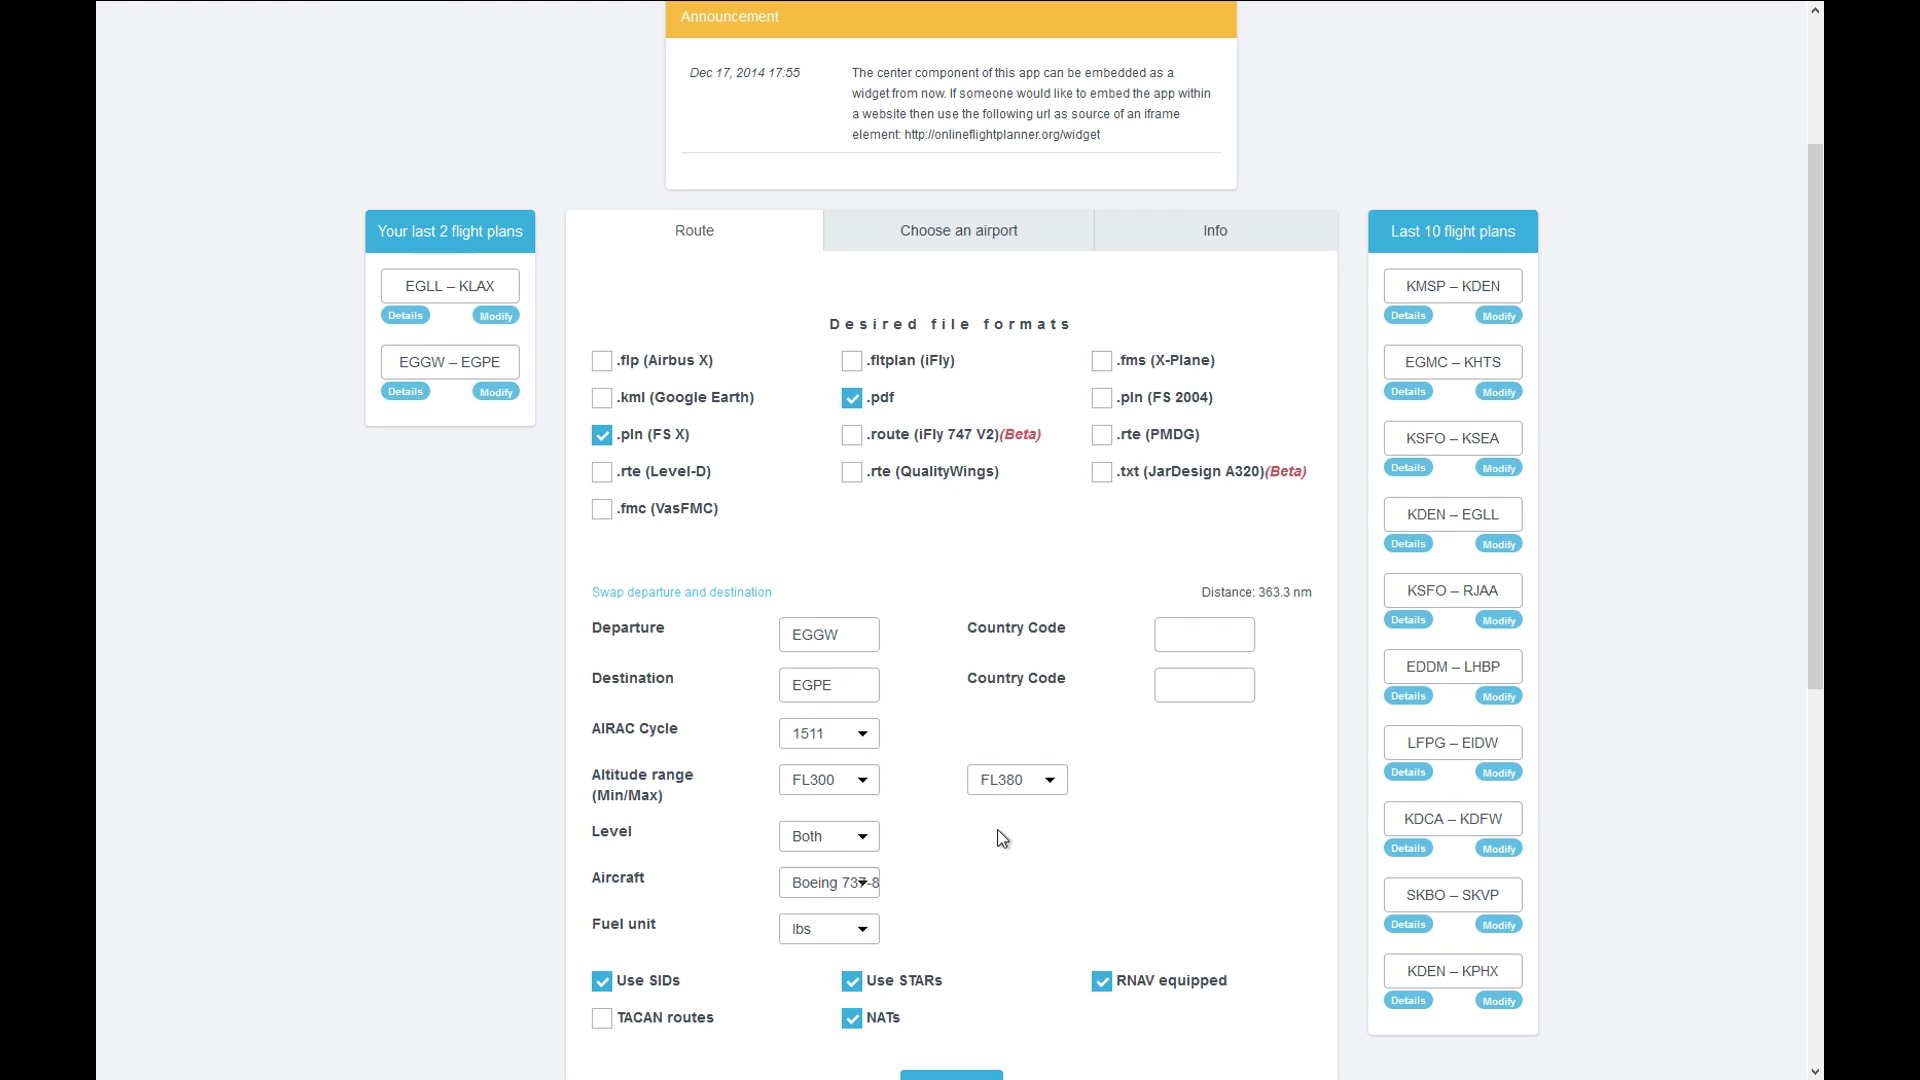 Announcement
Dec 17, 2014 17:55
The center component of this app can be embedded as a
widget from now. If someone would like to embed the app within
a website then use the following url as source of an iframe
element: http://onlineflightplanner.org/widget
Your last 2 flight plans
EGLL – KLAX
Details Modify
EGGW – EGPE
Details Modify
Route Choose an airport Info
Desired file formats
.flp (Airbus X) .fltplan (iFly) .fms (X-Plane)
.kml (Google Earth) .pdf .pln (FS 2004)
.pln (FS X) .route (iFly 747 V2)(Beta) .rte (PMDG)
.rte (Level-D) .rte (QualityWings) .txt (JarDesign A320)(Beta)
.fmc (VasFMC)
Swap departure and destination Distance: 363.3 nm
Departure EGGW Country Code
Destination EGPE Country Code
AIRAC Cycle 1511
Altitude range FL300 FL380
(Min/Max)
Level Both
Aircraft Boeing 737-8
Fuel unit lbs
Use SIDs Use STARs RNAV equipped
TACAN routes NATs
Last 10 flight plans
KMSP – KDEN
Details Modify
EGMC – KHTS
Details Modify
KSFO – KSEA
Details Modify
KDEN – EGLL
Details Modify
KSFO – RJAA
Details Modify
EDDM – LHBP
Details Modify
LFPG – EIDW
Details Modify
KDCA – KDFW
Details Modify
SKBO – SKVP
Details Modify
KDEN – KPHX
Details Modify